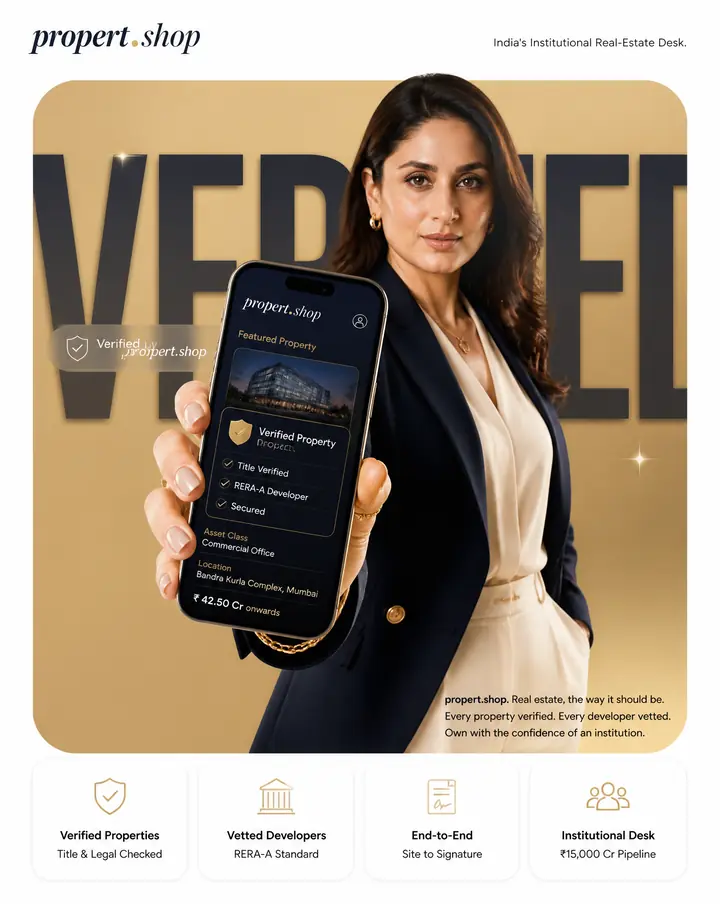 propert.shop
India's Institutional Real-Estate Desk.
VER ED
Verified by
propert.shop
propert.shop
Featured Property
Verified Property
Title Verified
RERA-A Developer
Secured
Asset Class
Commercial Office
Location
Bandra Kurla Complex, Mumbai
₹ 42.50 Cr onwards
propert.shop. Real estate, the way it should be.
Every property verified. Every developer vetted.
Own with the confidence of an institution.
Verified Properties
Title & Legal Checked
Vetted Developers
RERA-A Standard
End-to-End
Site to Signature
Institutional Desk
₹15,000 Cr Pipeline